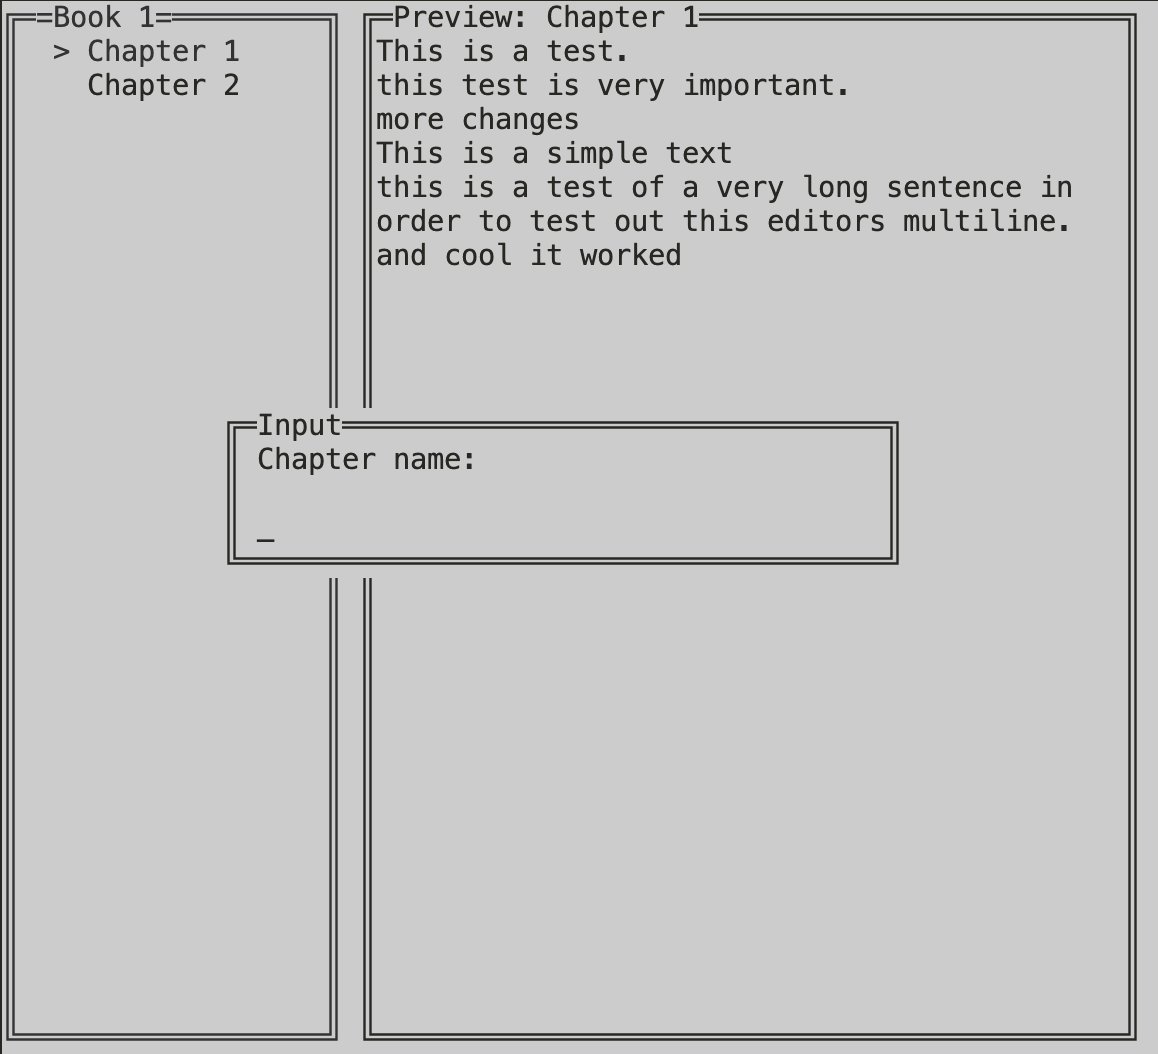 Book 1
> Chapter 1
Chapter 2
Preview: Chapter 1
This is a test.
this test is very important.
more changes
This is a simple text
this is a test of a very long sentence in
order to test out this editors multiline.
and cool it worked
Input
Chapter name:
_